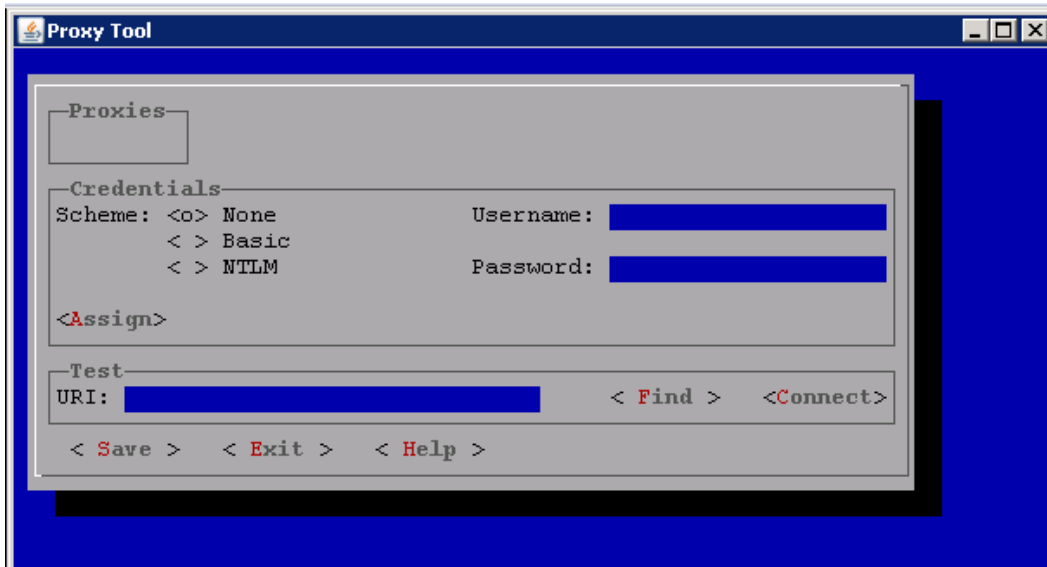 Proxy Tool
Proxies
Credentials
Scheme: <o> None Username:
< > Basic
< > NTLM Password:
<Assign>
Test
URI: < Find > <Connect>
< Save > < Exit > < Help >